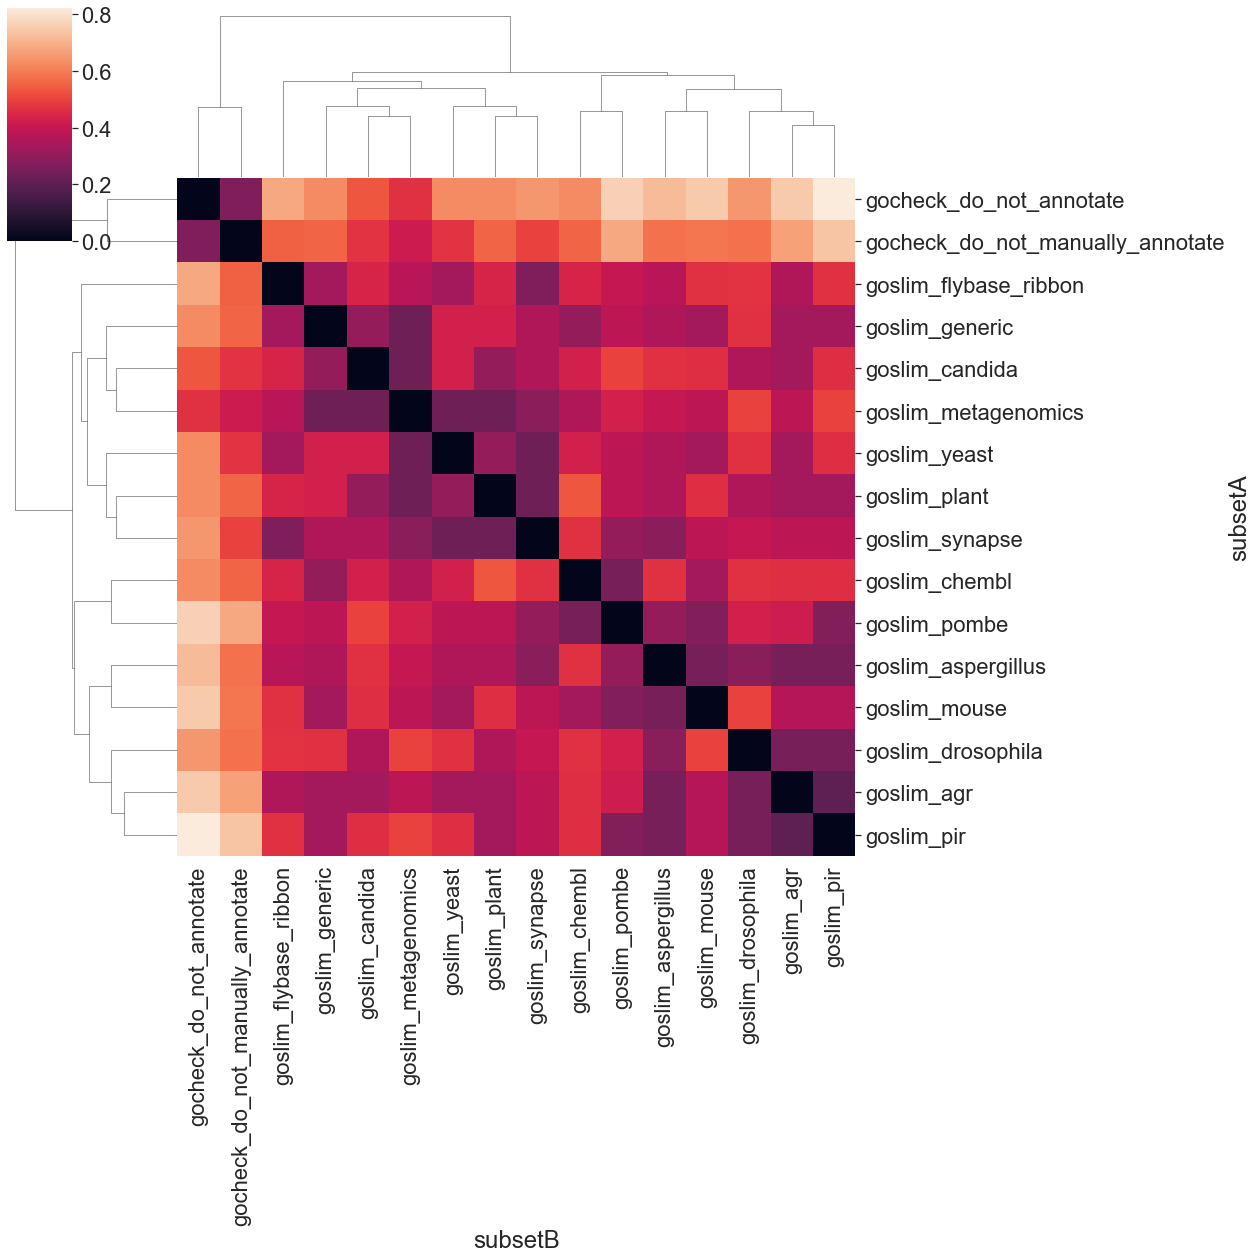 0.8
0.6
0.4
0.2
0.0
gocheck_do_not_annotate
gocheck_do_not_manually_annotate
goslim_flybase_ribbon
goslim_generic
goslim_candida
goslim_metagenomics
goslim_yeast
goslim_plant
goslim_synapse
goslim_chembl
goslim_pombe
goslim_aspergillus
goslim_mouse
goslim_drosophila
goslim_agr
goslim_pir
subsetA
gocheck_do_not_annotate
gocheck_do_not_manually_annotate
goslim_flybase_ribbon
goslim_generic
goslim_candida
goslim_metagenomics
goslim_yeast
goslim_plant
goslim_synapse
goslim_chembl
goslim_pombe
goslim_aspergillus
goslim_mouse
goslim_drosophila
goslim_agr
goslim_pir
subsetB